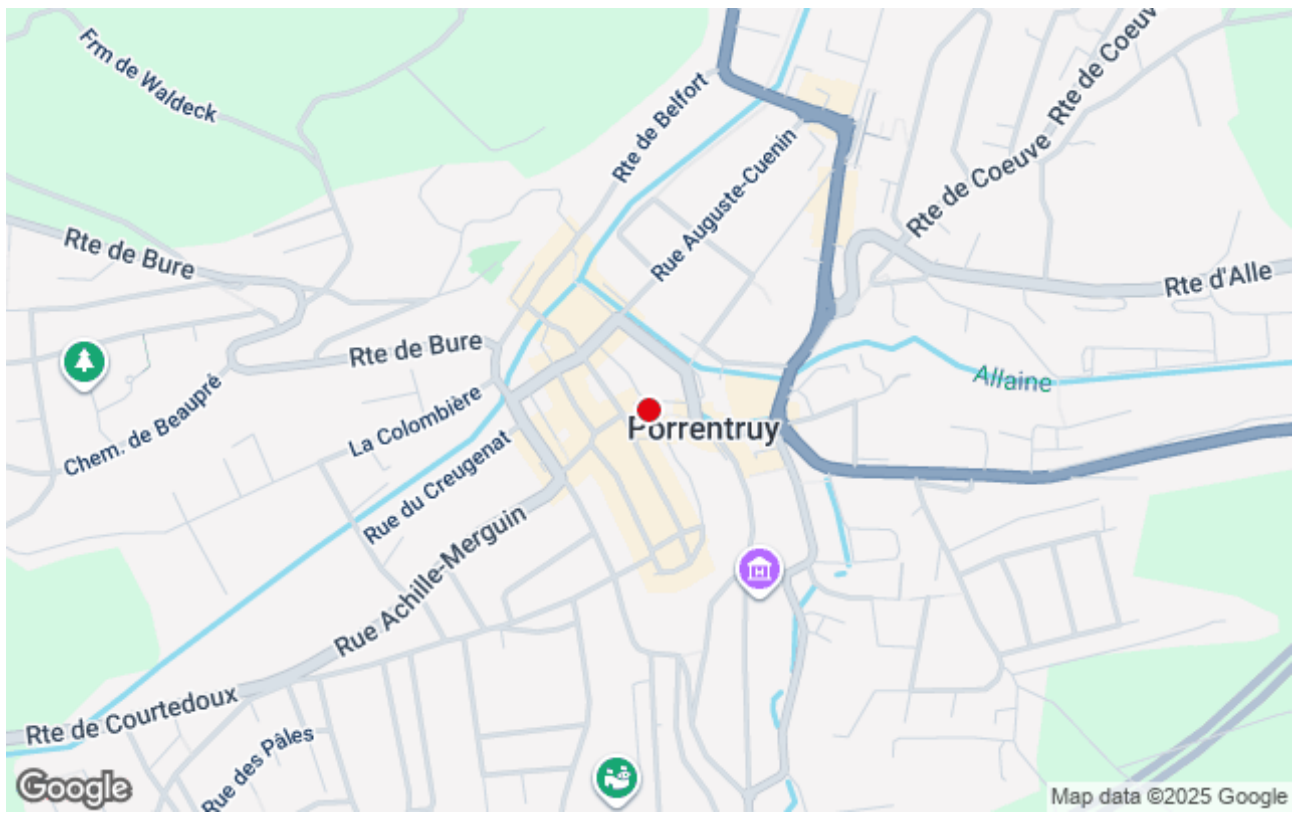 Frm de Waldeck
Rte de Belfort
Rte de Coeuve
Rte de Coeuve
Rue Auguste-Cuenin
Rte de Bure
Rte d'Alle
Rte de Bure
Allaine
Chem. de Beaupré
La Colombière
Porrentruy
Rue du Creugenat
Rue Achille-Merguin
H
Rte de Courtedoux
Rue des Pâles
Google
Map data ©2025 Google